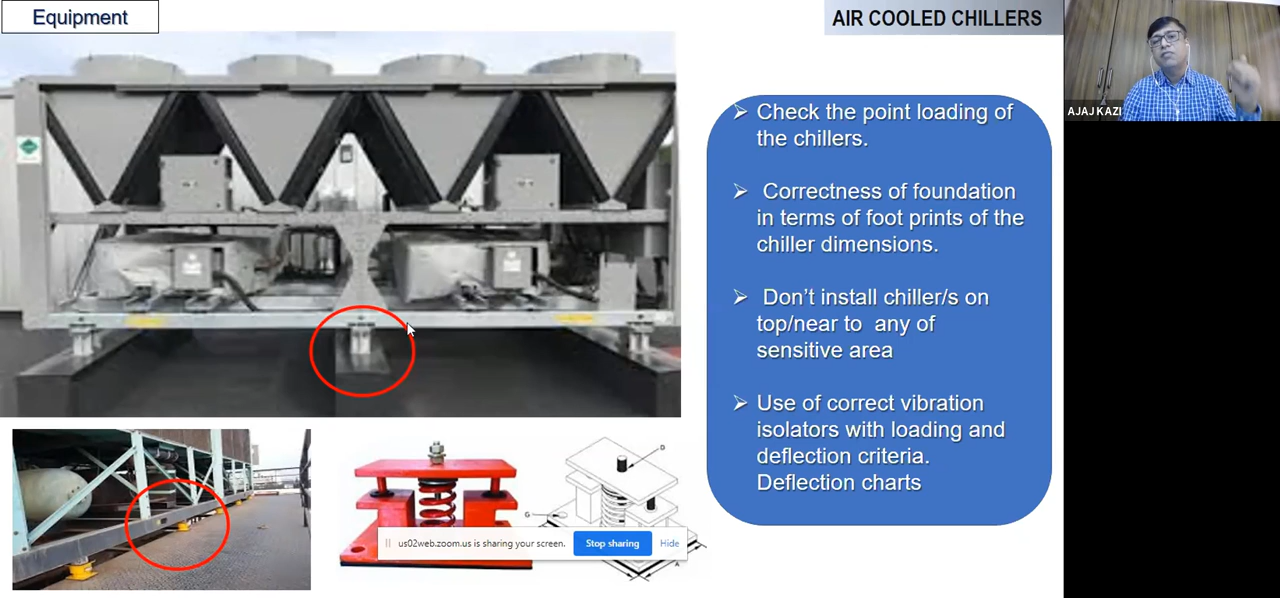 Equipment
AIR COOLED CHILLERS
AJAJ KAZI
Check the point loading of
the chillers.
Correctness of foundation
in terms of foot prints of the
chiller dimensions.
Don't install chiller/s on
top/near to any of
sensitive area
Use of correct vibration
isolators with loading and
deflection criteria.
Deflection charts
D
G
A
us02web.zoom.us is sharing your screen.
Stop sharing
Hide